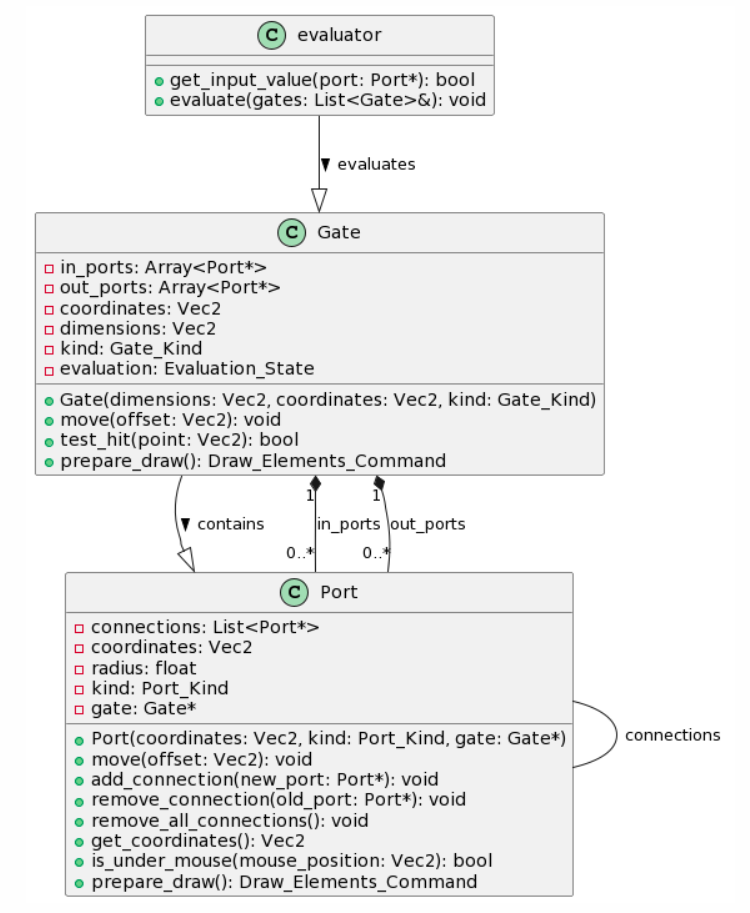 C evaluator
get_input_value(port: Port*): bool
evaluate(gates: List<Gate>&): void
evaluates
C Gate
in_ports: Array<Port*>
out_ports: Array<Port*>
coordinates: Vec2
dimensions: Vec2
kind: Gate_Kind
evaluation: Evaluation_State
Gate(dimensions: Vec2, coordinates: Vec2, kind: Gate_Kind)
move(offset: Vec2): void
test_hit(point: Vec2): bool
prepare_draw(): Draw_Elements_Command
1 1
contains in_ports out_ports
0..* 0..*
C Port
connections: List<Port*>
coordinates: Vec2
radius: float
kind: Port_Kind
gate: Gate*
connections
Port(coordinates: Vec2, kind: Port_Kind, gate: Gate*)
move(offset: Vec2): void
add_connection(new_port: Port*): void
remove_connection(old_port: Port*): void
remove_all_connections(): void
get_coordinates(): Vec2
is_under_mouse(mouse_position: Vec2): bool
prepare_draw(): Draw_Elements_Command